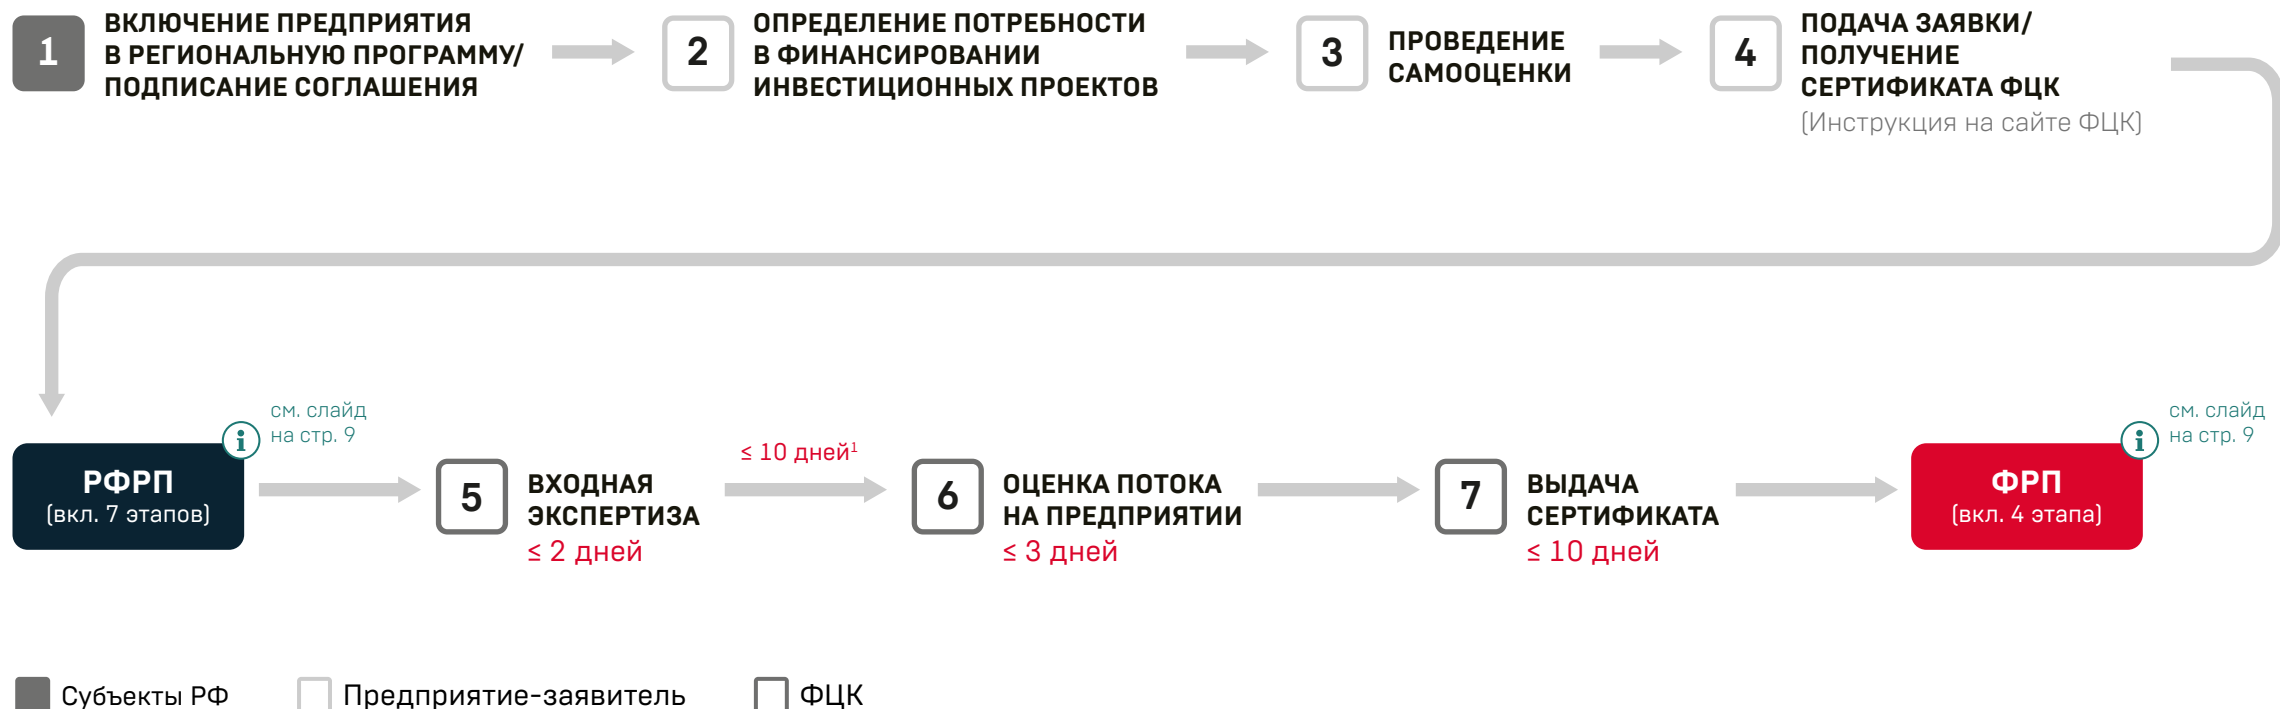 1
ВКЛЮЧЕНИЕ ПРЕДПРИЯТИЯ
В РЕГИОНАЛЬНУЮ ПРОГРАММУ/
ПОДПИСАНИЕ СОГЛАШЕНИЯ
2
ОПРЕДЕЛЕНИЕ ПОТРЕБНОСТИ
В ФИНАНСИРОВАНИИ
ИНВЕСТИЦИОННЫХ ПРОЕКТОВ
3
ПРОВЕДЕНИЕ
САМООЦЕНКИ
4
ПОДАЧА ЗАЯВКИ/
ПОЛУЧЕНИЕ
СЕРТИФИКАТА ФЦК
(Инструкция на сайте ФЦК)
РФРП
(вкл. 7 этапов)
i
см. слайд
на стр. 9
5
ВХОДНАЯ
ЭКСПЕРТИЗА
≤ 2 дней
≤ 10 дней¹
6
ОЦЕНКА ПОТОКА
НА ПРЕДПРИЯТИИ
≤ 3 дней
7
ВЫДАЧА
СЕРТИФИКАТА
≤ 10 дней
ФРП
(вкл. 4 этапа)
i
см. слайд
на стр. 9
Субъекты РФ
Предприятие-заявитель
ФЦК